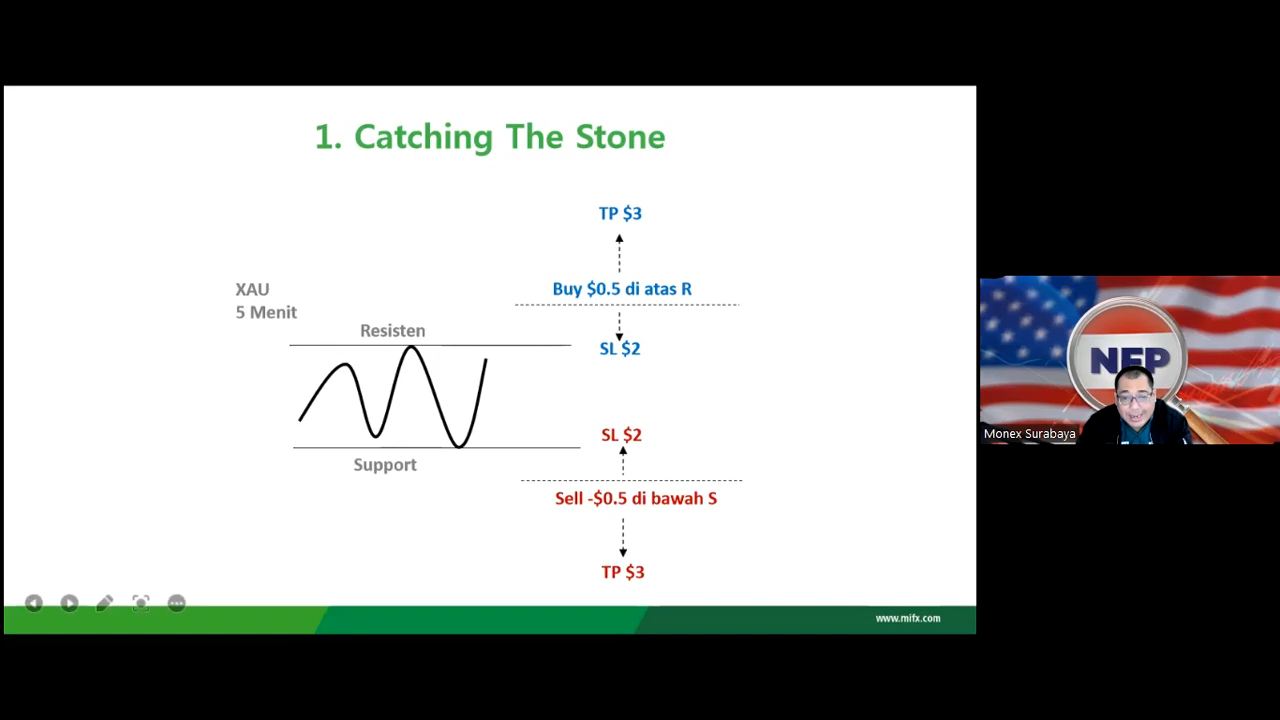 1. Catching The Stone
TP $3
XAU
5 Menit
Buy $0.5 di atas R
Resisten
SL $2
SL $2
Support
Sell -$0.5 di bawah S
TP $3
www.mifx.com
NFP
Monex Surabaya